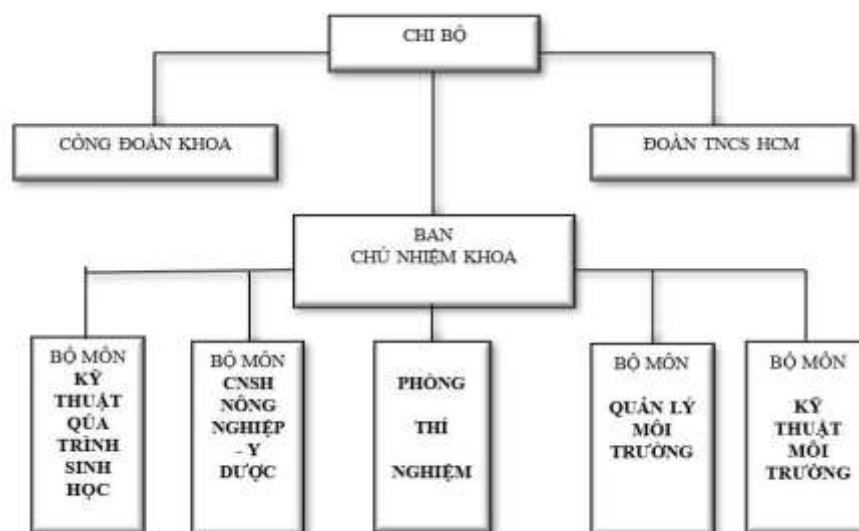 CHI BỘ
CÔNG ĐOÀN KHOA
ĐOÀN TNCS HCM
BAN
CHỦ NHIỆM KHOA
BỘ MÔN
KỸ
THUẬT
QÚA
TRÌNH
SINH
HỌC
BỘ MÔN
CNSH
NÔNG
NGHIỆP
- Y
DƯỢC
PHÒNG
THÍ
NGHIỆM
BỘ MÔN
QUẢN LÝ
MÔI
TRƯỜNG
BỘ MÔN
KỸ
THUẬT
MÔI
TRƯỜNG